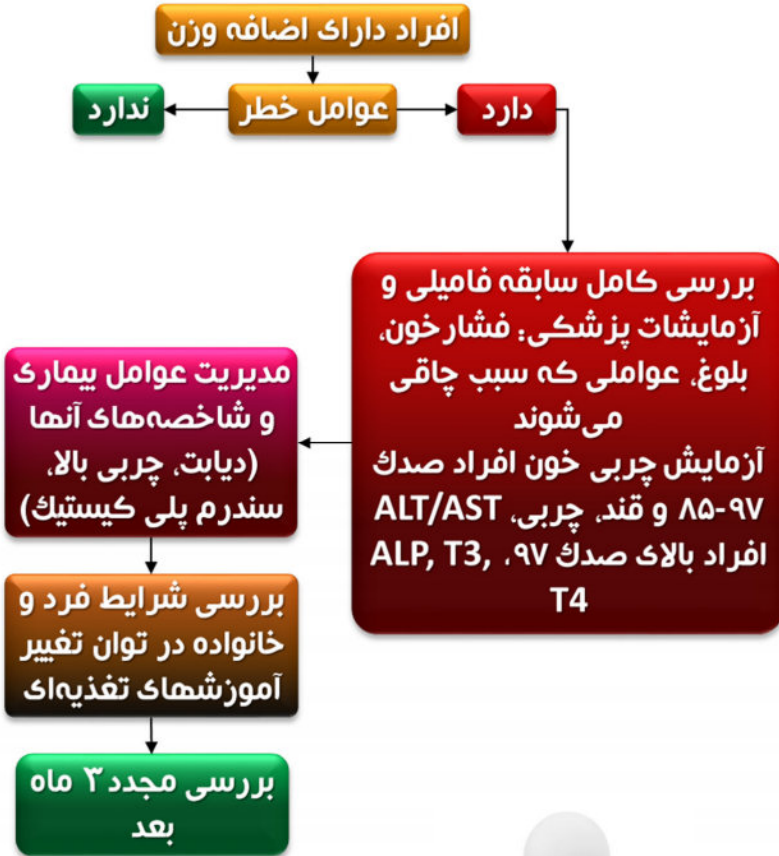 افراد دارای اضافه وزن
دارد
عوامل خطر
ندارد
بررسی کامل سابقه فامیلی و
آزمایشات پزشکی: فشارخون،
بلوغ، عواملی که سبب چاقی
می‌شوند
آزمایش چربی خون افراد صدک
۸۵-۹۷ و قند، چربی، ALT/AST
افراد بالای صدک ۹۷، ALP, T3,
T4
مدیریت عوامل بیماری
و شاخصه‌های آنها
(دیابت، چربی بالا،
سندرم پلی کیستیک)
بررسی شرایط فرد و
خانواده در توان تغییر
آموزشهای تغذیه‌ای
بررسی مجدد ۳ ماه
بعد